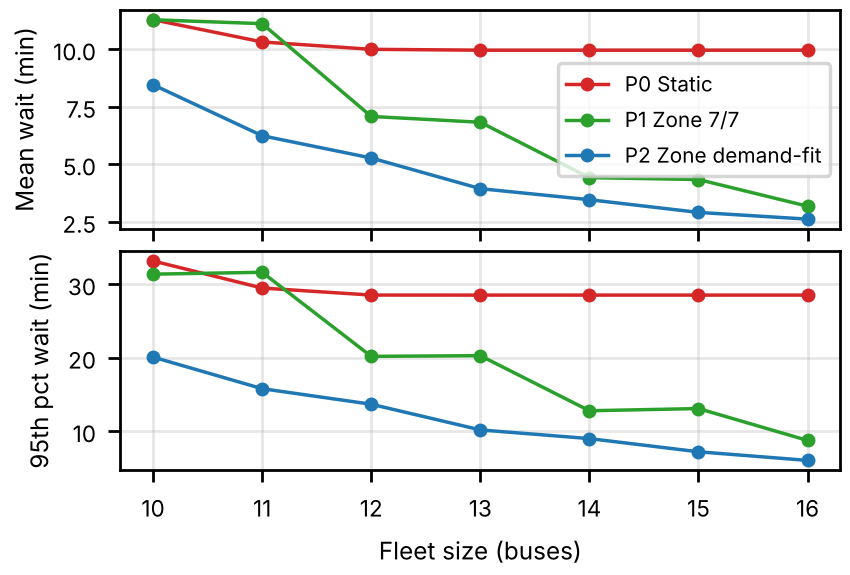 Mean wait (min)
10.0
7.5
5.0
2.5
P0 Static
P1 Zone 7/7
P2 Zone demand-fit
95th pct wait (min)
30
20
10
10 11 12 13 14 15 16
Fleet size (buses)